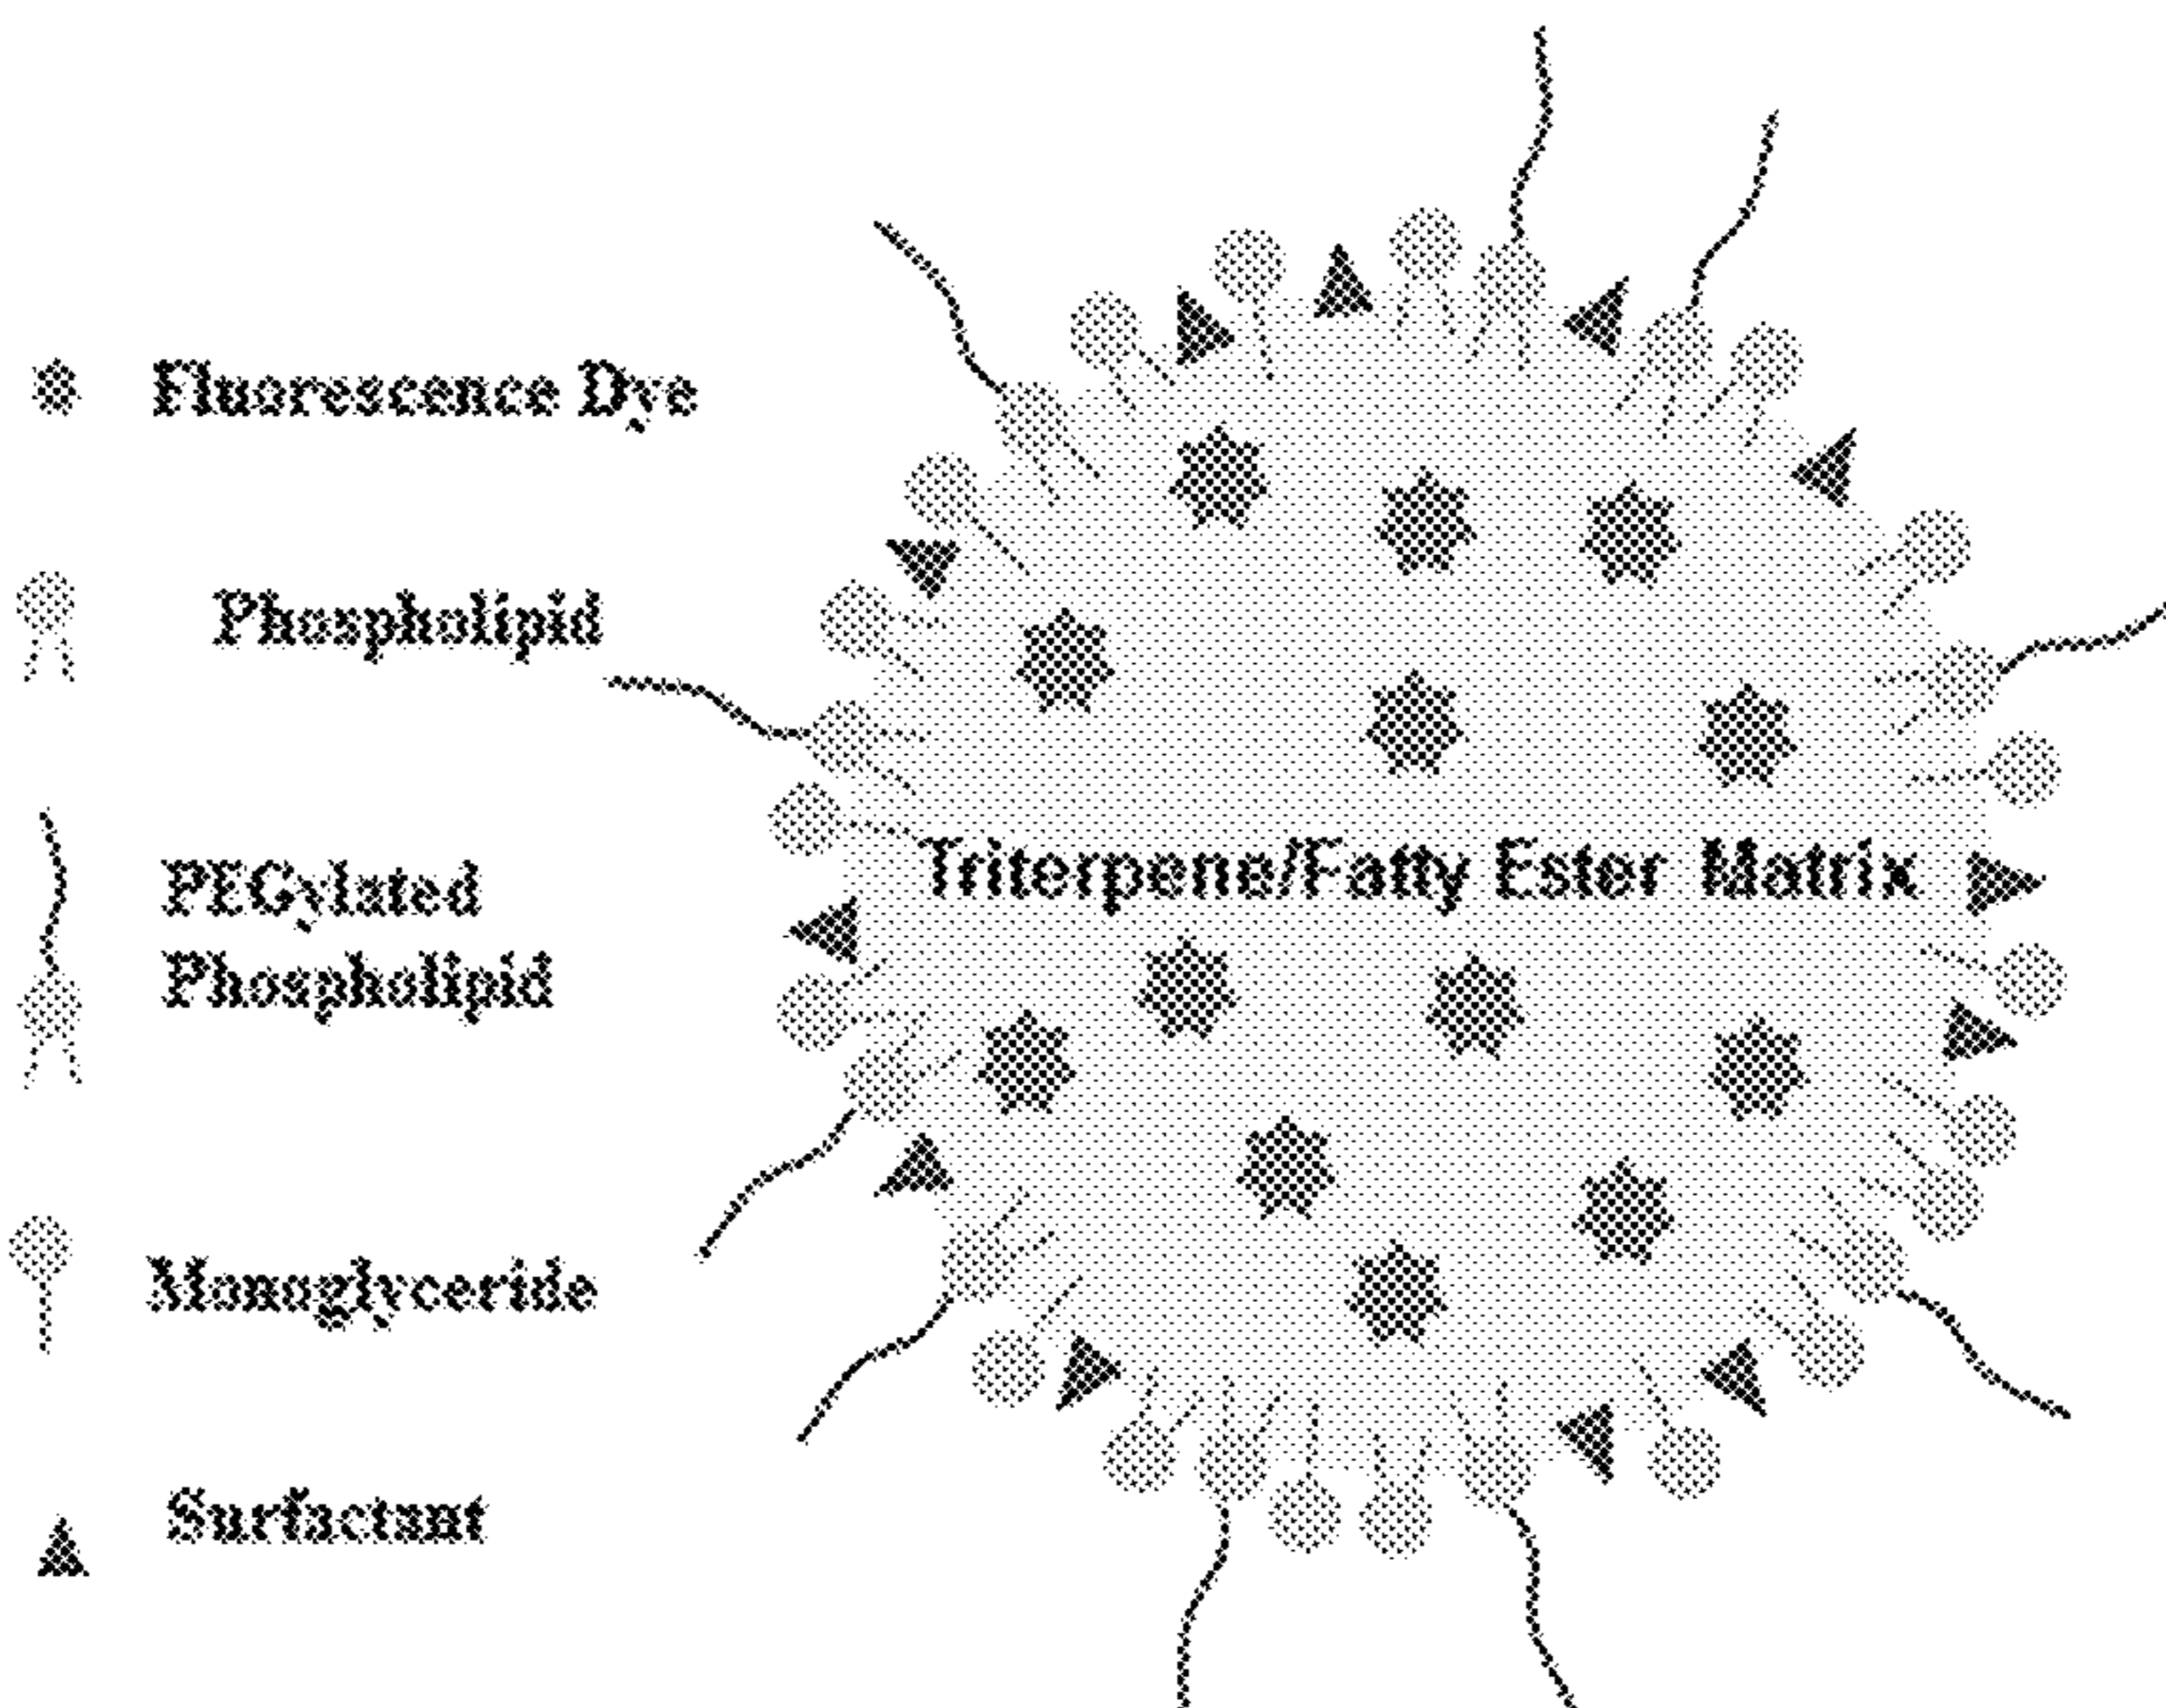 Fluorescence Dye
Phospholipid
PEGylated
Phospholipid
Monoglyceride
Surfactant
Triterpene/Fatty Ester Matrix